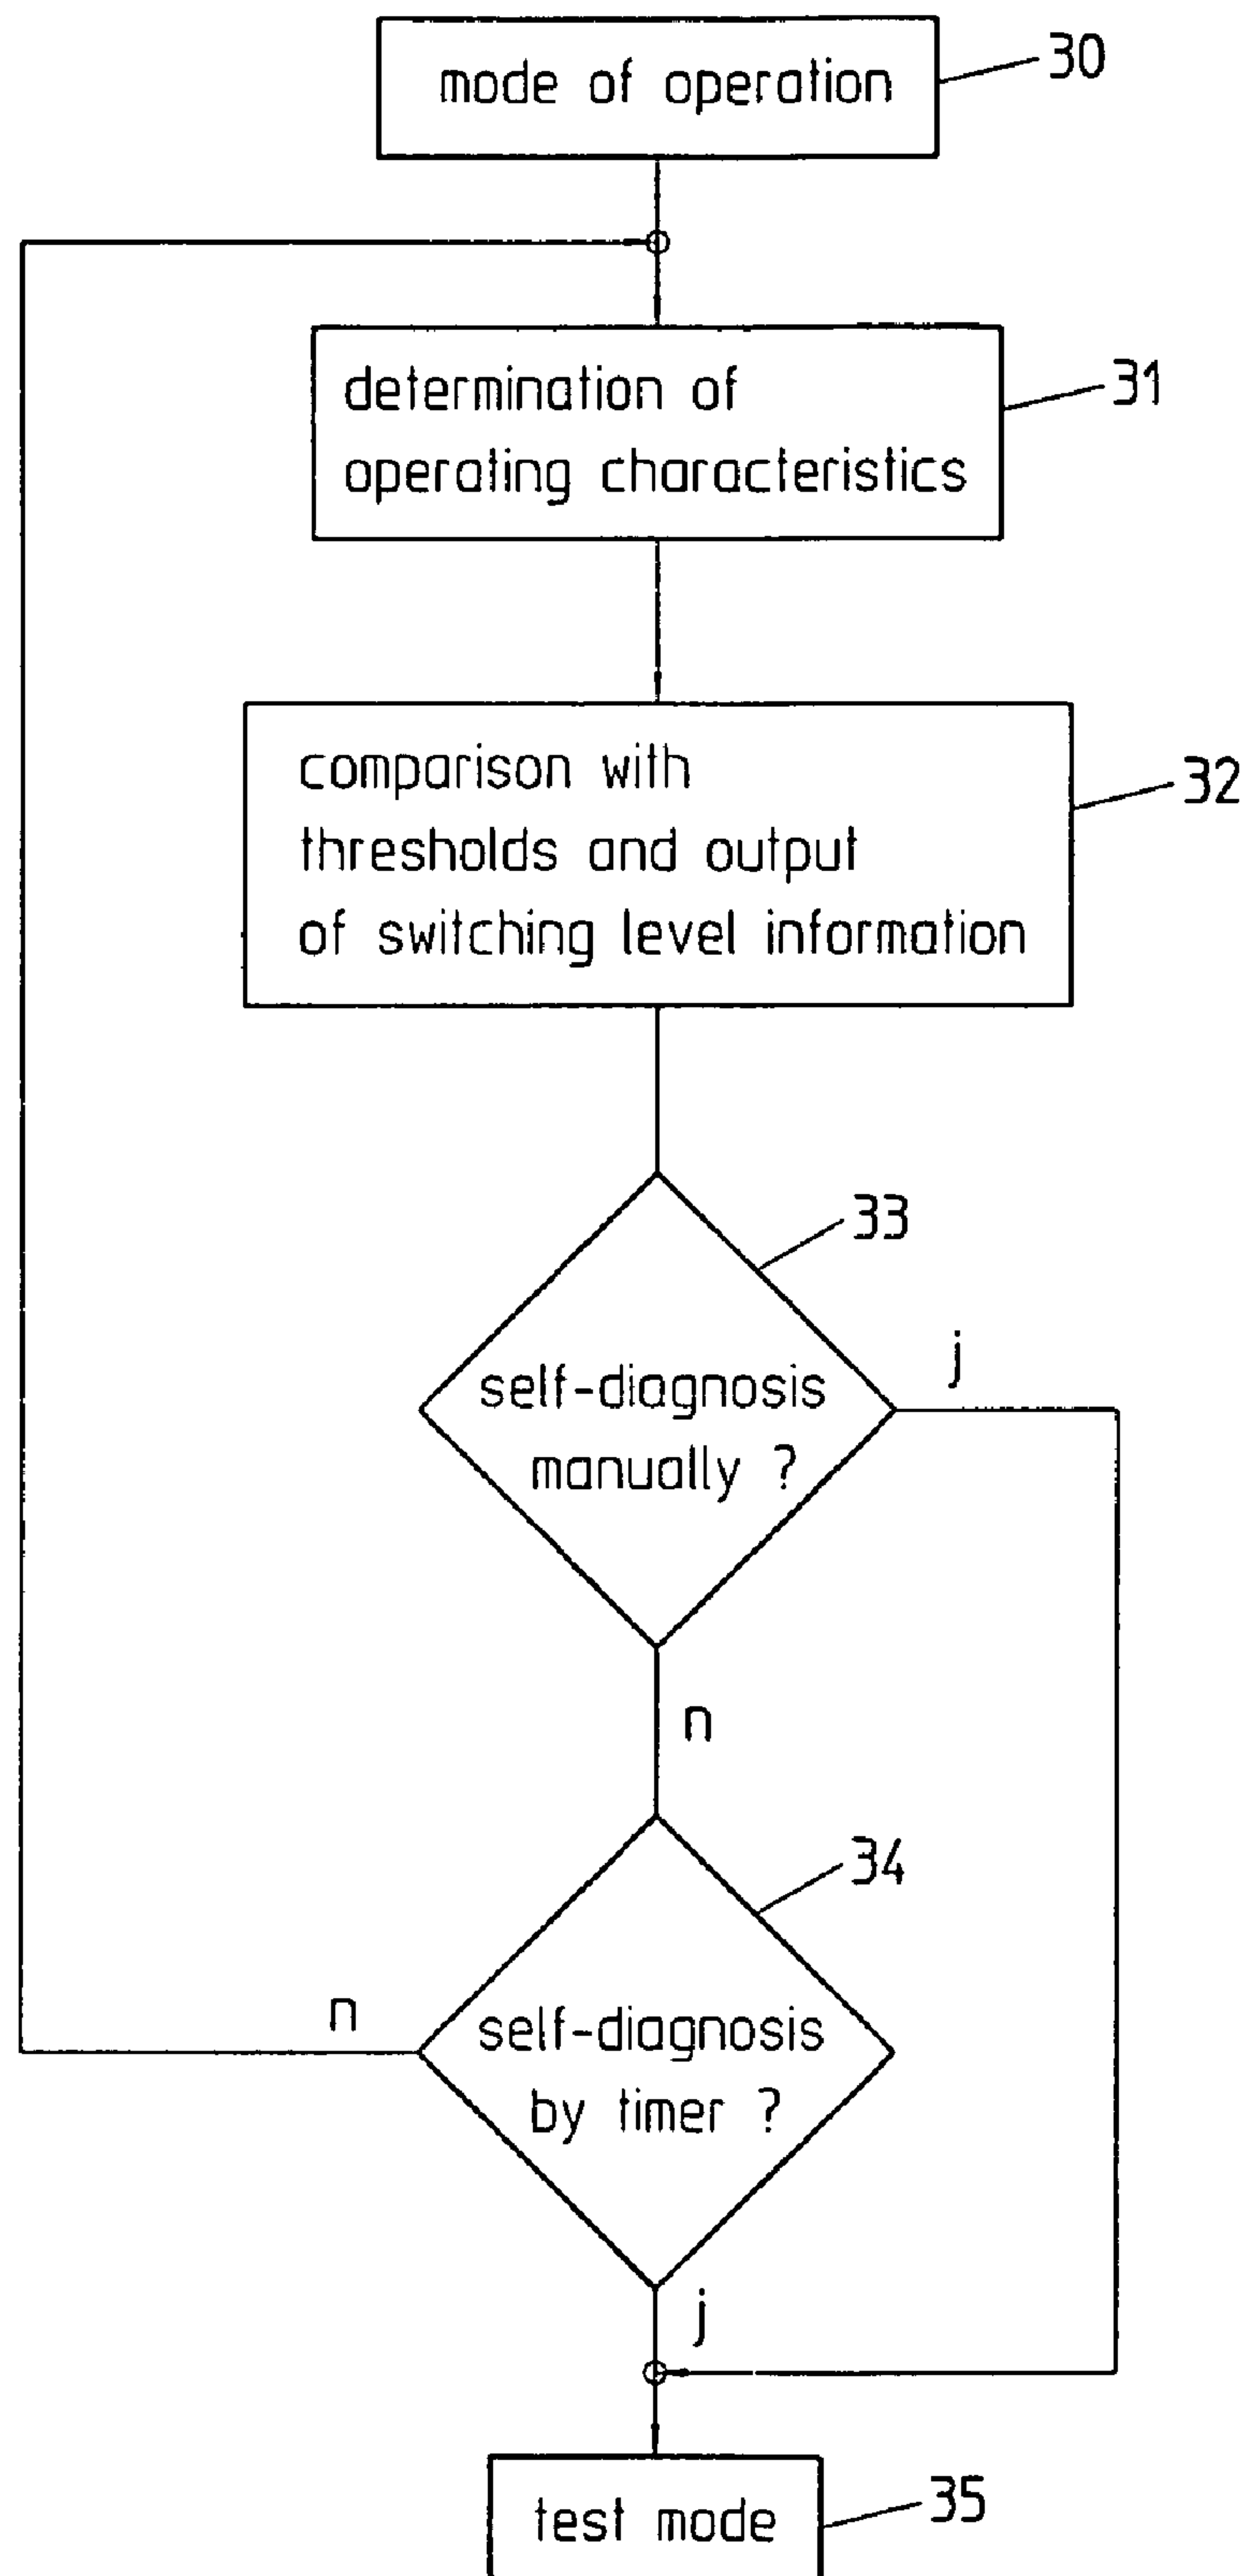 mode of operation
30
determination of
operating characteristics
31
comparison with
thresholds and output
of switching level information
32
33
self-diagnosis
manually ?
j
n
34
self-diagnosis
by timer ?
n
j
test mode
35